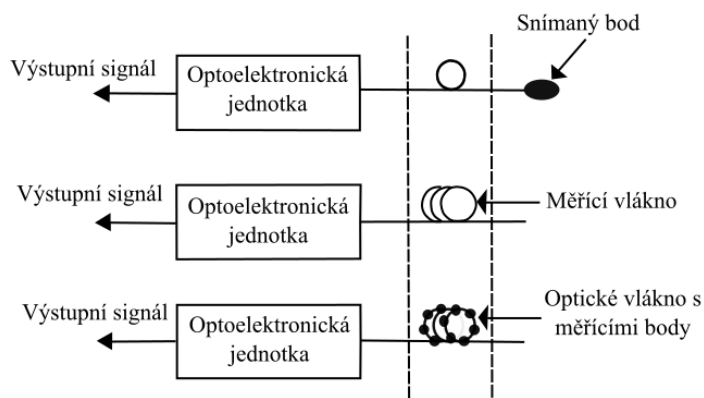 Snímaný bod
Výstupní signál
Optoelektronická
jednotka
Výstupní signál
Optoelektronická
jednotka
Měřící vlákno
Výstupní signál
Optoelektronická
jednotka
Optické vlákno s
měřícími body